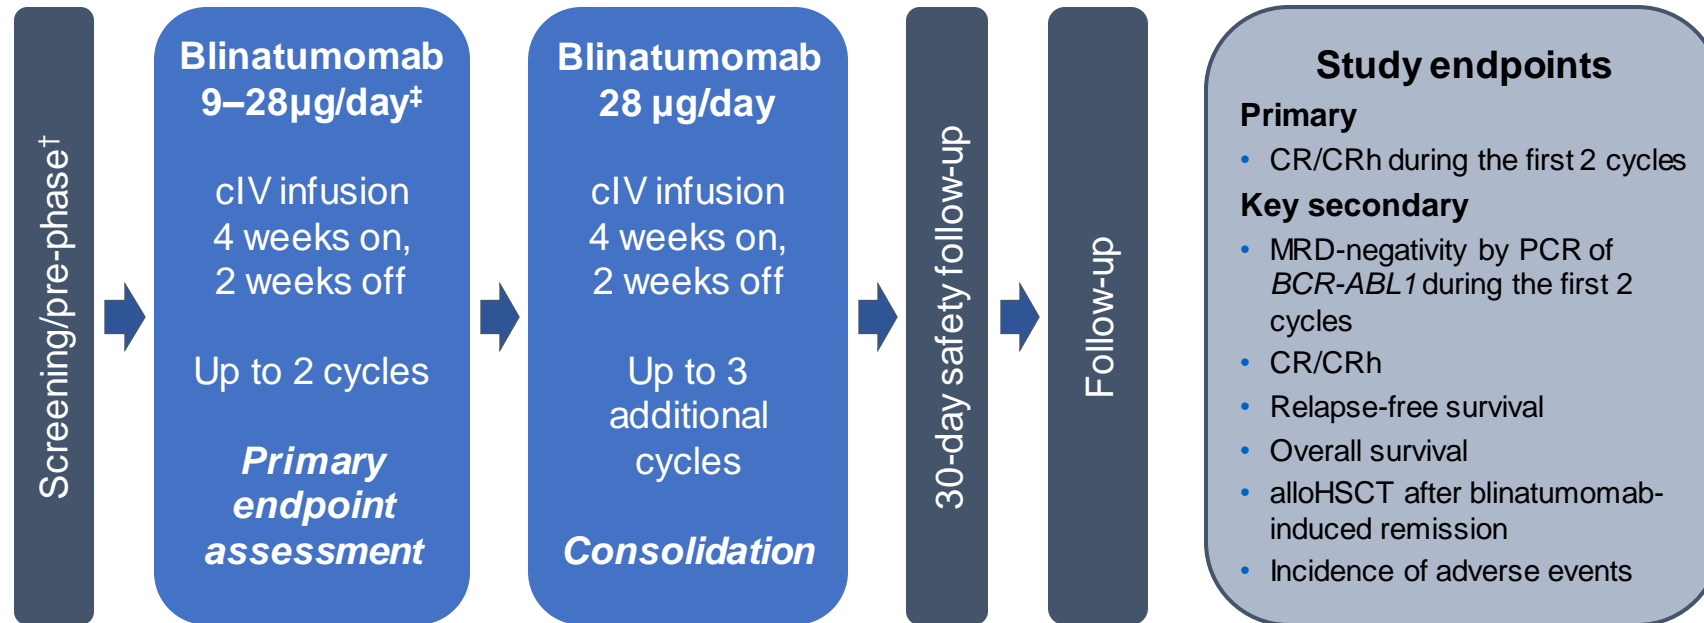 Screening/pre-phase†
Blinatumomab
9–28µg/day‡
cIV infusion
4 weeks on,
2 weeks off
Up to 2 cycles
Primary
endpoint
assessment
Blinatumomab
28 µg/day
cIV infusion
4 weeks on,
2 weeks off
Up to 3
additional
cycles
Consolidation
30-day safety follow-up
Follow-up
Study endpoints
Primary
• CR/CRh during the first 2 cycles
Key secondary
• MRD-negativity by PCR of
BCR-ABL1 during the first 2
cycles
• CR/CRh
• Relapse-free survival
• Overall survival
• alloHSCT after blinatumomab-
induced remission
• Incidence of adverse events